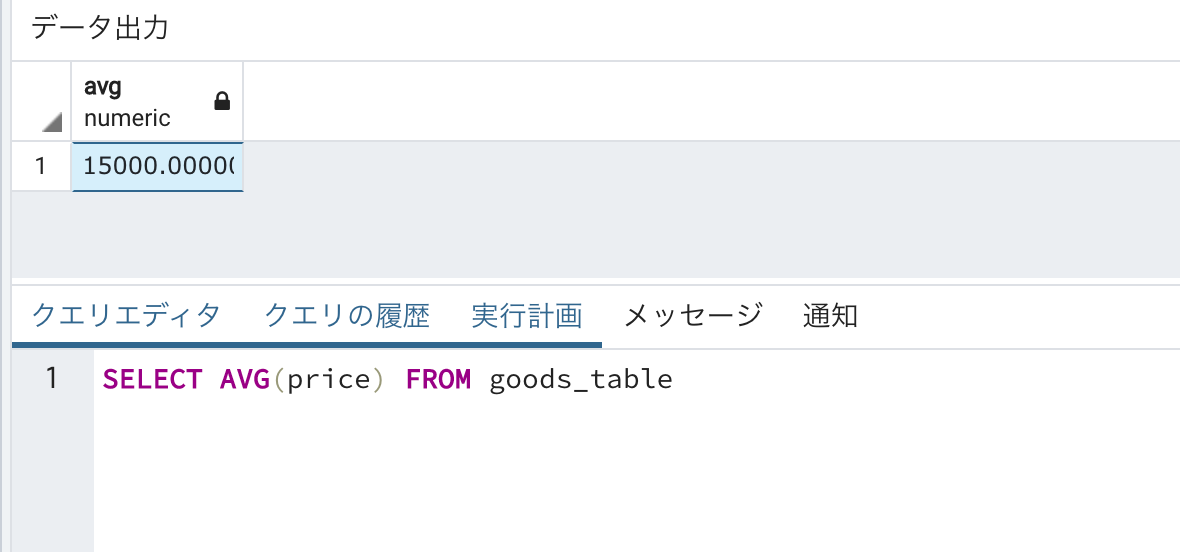 データ出力
avg
numeric
1 15000.00000
クエリエディタ クエリの履歴 実行計画 メッセージ 通知
1 SELECT AVG(price) FROM goods_table